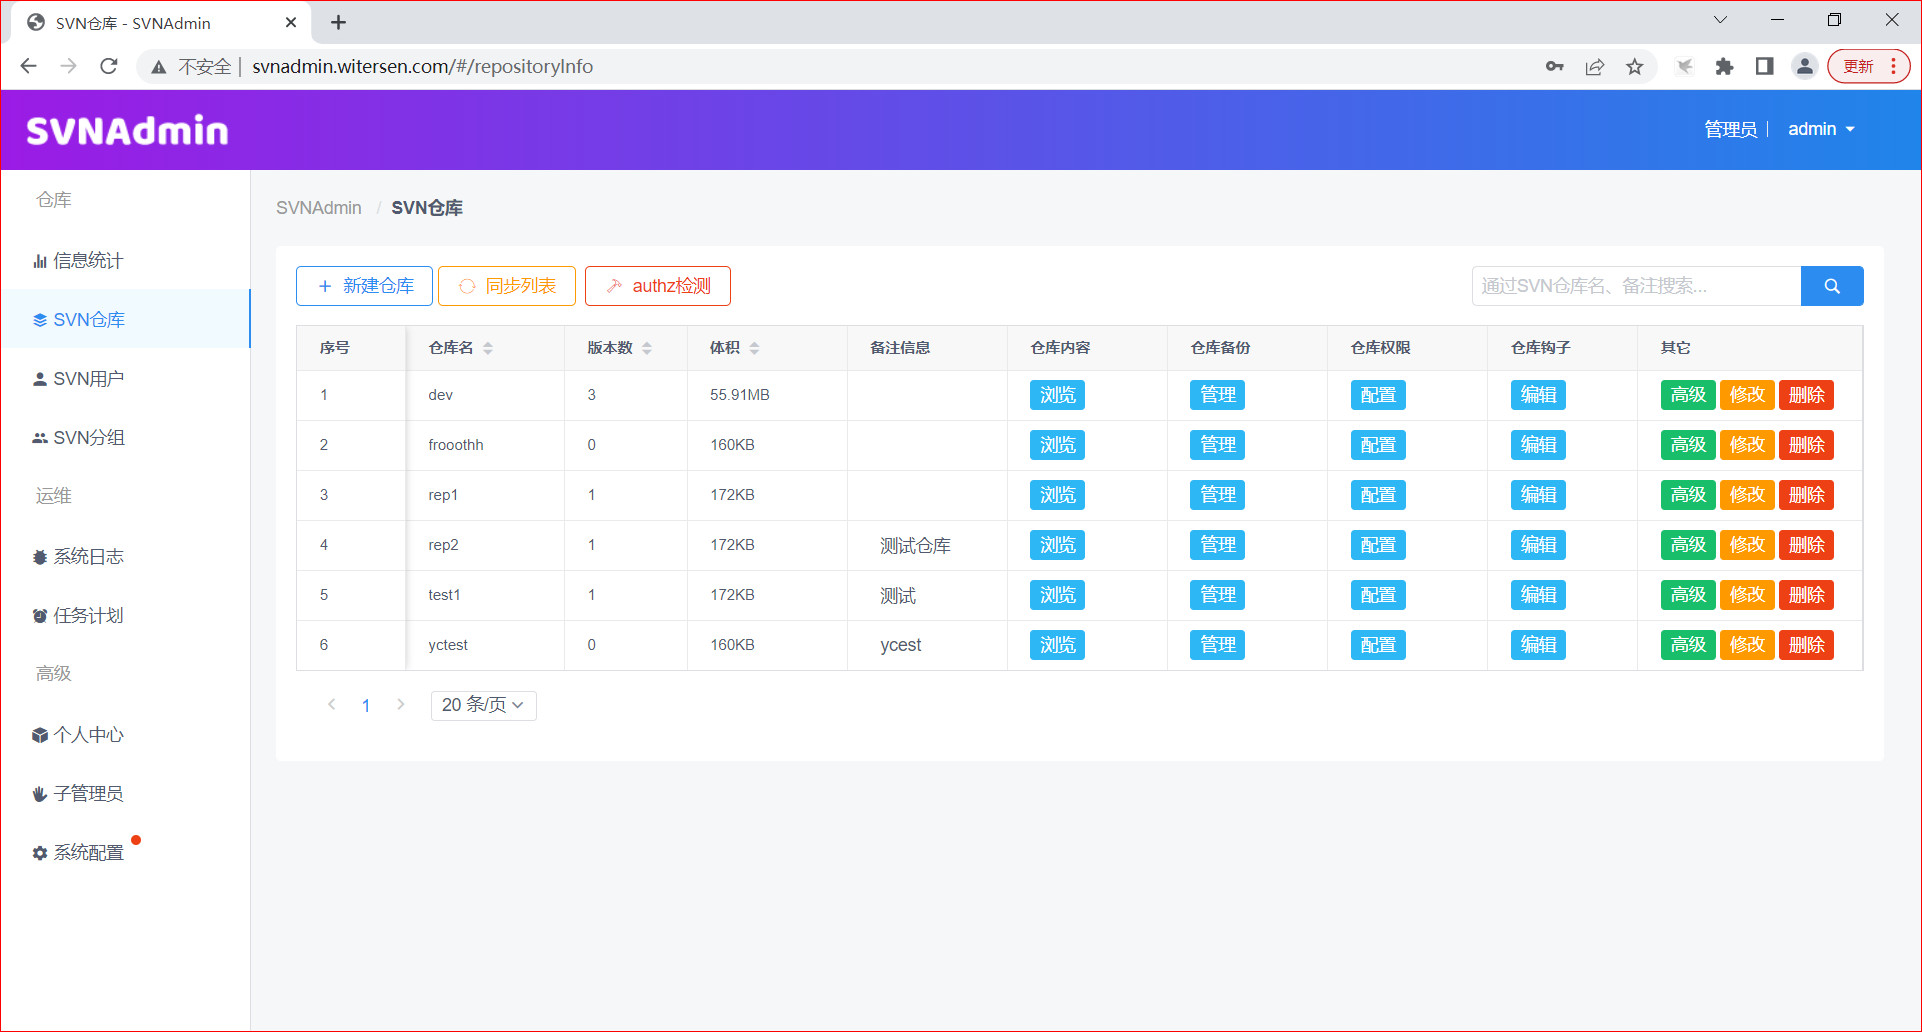 SVN仓库 - SVNAdmin
不安全 | svnadmin.witersen.com/#/repositoryInfo
更新
SVNAdmin
管理员 | admin
仓库
信息统计
SVN仓库
SVN用户
SVN分组
运维
系统日志
任务计划
高级
个人中心
子管理员
系统配置
SVNAdmin / SVN仓库
+ 新建仓库 同步列表 authz检测
通过SVN仓库名、备注搜索...
序号 仓库名 版本数 体积 备注信息 仓库内容 仓库备份 仓库权限 仓库钩子 其它
1 dev 3 55.91MB 浏览 管理 配置 编辑 高级 修改 删除
2 frooothh 0 160KB 浏览 管理 配置 编辑 高级 修改 删除
3 rep1 1 172KB 浏览 管理 配置 编辑 高级 修改 删除
4 rep2 1 172KB 测试仓库 浏览 管理 配置 编辑 高级 修改 删除
5 test1 1 172KB 测试 浏览 管理 配置 编辑 高级 修改 删除
6 yctest 0 160KB ycest 浏览 管理 配置 编辑 高级 修改 删除
1 20 条/页